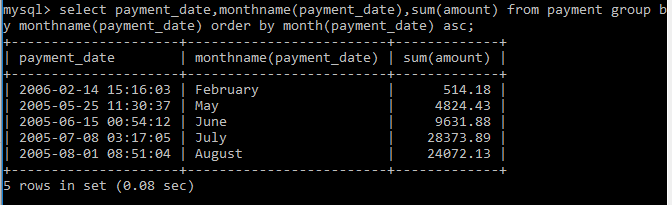 mysql> select payment_date,monthname(payment_date),sum(amount) from payment group b
y monthname(payment_date) order by month(payment_date) asc;
+---------------------+-------------------------+-------------+
| payment_date        | monthname(payment_date) | sum(amount) |
+---------------------+-------------------------+-------------+
| 2006-02-14 15:16:03 | February                |      514.18 |
| 2005-05-25 11:30:37 | May                     |     4824.43 |
| 2005-06-15 00:54:12 | June                    |     9631.88 |
| 2005-07-08 03:17:05 | July                    |    28373.89 |
| 2005-08-01 08:51:04 | August                  |    24072.13 |
+---------------------+-------------------------+-------------+
5 rows in set (0.08 sec)